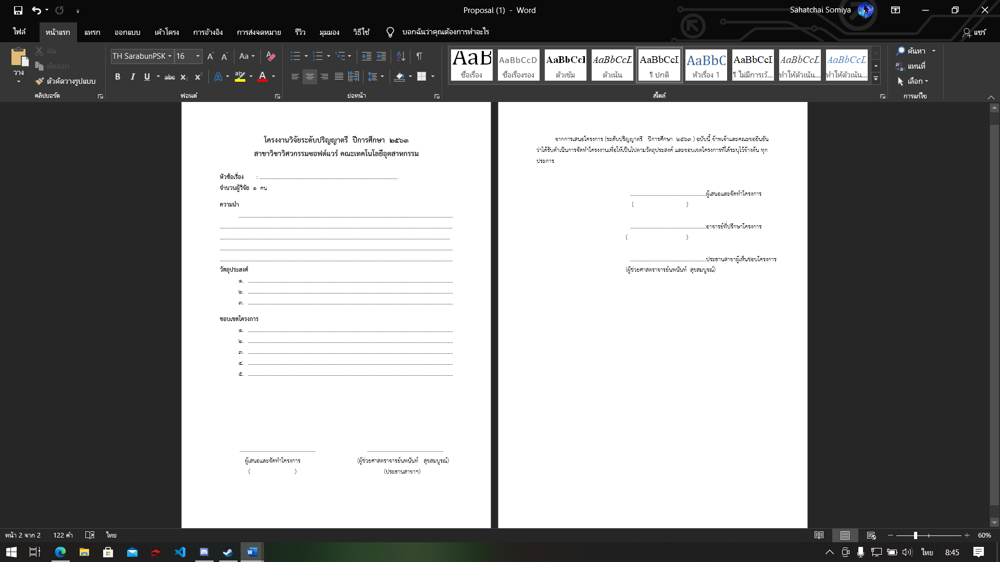 Proposal (1) - Word
Sahatchai Somiya
ไฟล์ หน้าแรก แทรก ออกแบบ เค้าโครง การอ้างอิง การส่งจดหมาย รีวิว มุมมอง วิธีใช้ บอกฉันว่าคุณต้องการทำอะไร แชร์
วาง
ตัด
คัดลอก
ตัวคัดวางรูปแบบ
คลิปบอร์ด
TH SarabunPSK 16
ฟอนต์
ย่อหน้า
AaB AaBbCcD AaBbCcI AaBbCcL AaBbCcI AaBbC AaBbCcI AaBbCcL AaBbCcL
ชื่อเรื่อง ชื่อเรื่องรอง ตัวเข้ม ตัวเน้น ¶ ปกติ หัวเรื่อง 1 ¶ ไม่มีการเว้... ทำให้ตัวเน้น... ทำให้ตัวเน้น...
สไตล์
ค้นหา
แทนที่
เลือก
การแก้ไข
โครงงานวิจัยระดับปริญญาตรี ปีการศึกษา ๒๕๖๓
สาขาวิชาวิศวกรรมซอฟต์แวร์ คณะเทคโนโลยีอุตสาหกรรม
หัวข้อเรื่อง : ........................................
จำนวนผู้วิจัย ๑ คน
ความนำ
วัตถุประสงค์
๑. ........................................
๒. ........................................
๓. ........................................
ขอบเขตโครงการ
๑. ........................................
๒. ........................................
๓. ........................................
๔. ........................................
๕. ........................................
ผู้เสนอและจัดทำโครงการ (ผู้ช่วยศาสตราจารย์นพนันท์ สุขสมบูรณ์)
( ) (ประธานสาขาฯ)
จากการเสนอโครงการ (ระดับปริญญาตรี ปีการศึกษา ๒๕๖๓ ) ฉบับนี้ ข้าพเจ้าและคณะขอยืนยัน
ว่าได้รับดำเนินการจัดทำโครงงานเพื่อให้เป็นไปตามวัตถุประสงค์ และขอบเขตโครงการที่ได้ระบุไว้ข้างต้น ทุก
ประการ
........................................ผู้เสนอและจัดทำโครงการ
( )
........................................อาจารย์ที่ปรึกษาโครงการ
( )
........................................ประธานสาขาผู้เห็นชอบโครงการ
(ผู้ช่วยศาสตราจารย์นพนันท์ สุขสมบูรณ์)
หน้า 2 จาก 2 122 คำ ไทย 60%
ไทย 8:45